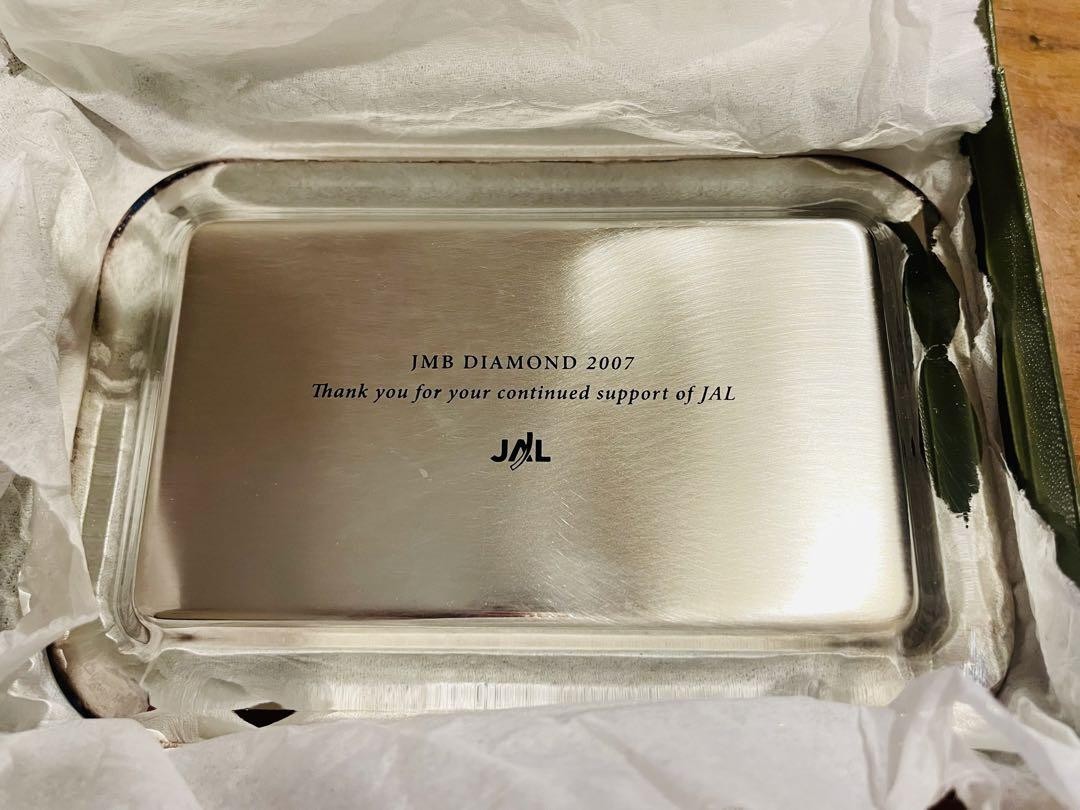 JMB DIAMOND 2007
Thank you for your continued support of JAL
JAL